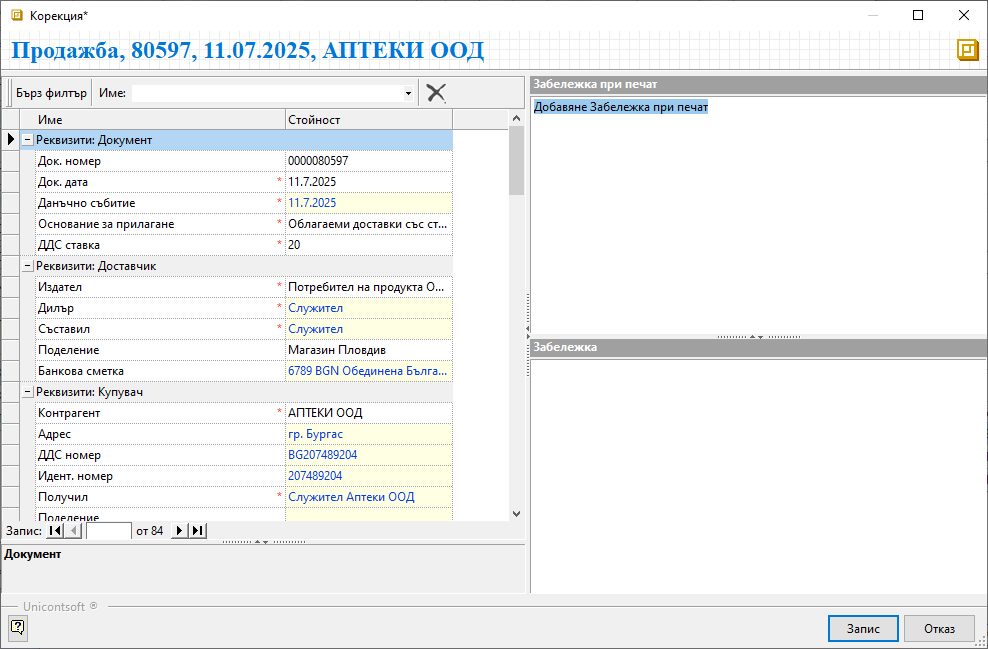 Корекция*
Продажба, 80597, 11.07.2025, АПТЕКИ ООД
Бърз филтър Име:
Име Стойност
Реквизити: Документ
Док. номер 0000080597
Док. дата * 11.7.2025
Данъчно събитие * 11.7.2025
Основание за прилагане * Облагаеми доставки със ст...
ДДС ставка * 20
Реквизити: Доставчик
Издател * Потребител на продукта О...
Дилър * Служител
Съставил * Служител
Поделение Магазин Пловдив
Банкова сметка 6789 BGN Обединена Бълга...
Реквизити: Купувач
Контрагент * АПТЕКИ ООД
Адрес гр. Бургас
ДДС номер BG207489204
Идент. номер 207489204
Получил * Служител Аптеки ООД
Поделение
Запис: от 84
Документ
Забележка при печат
Добавяне Забележка при печат
Забележка
Unicontsoft ®
Запис Отказ